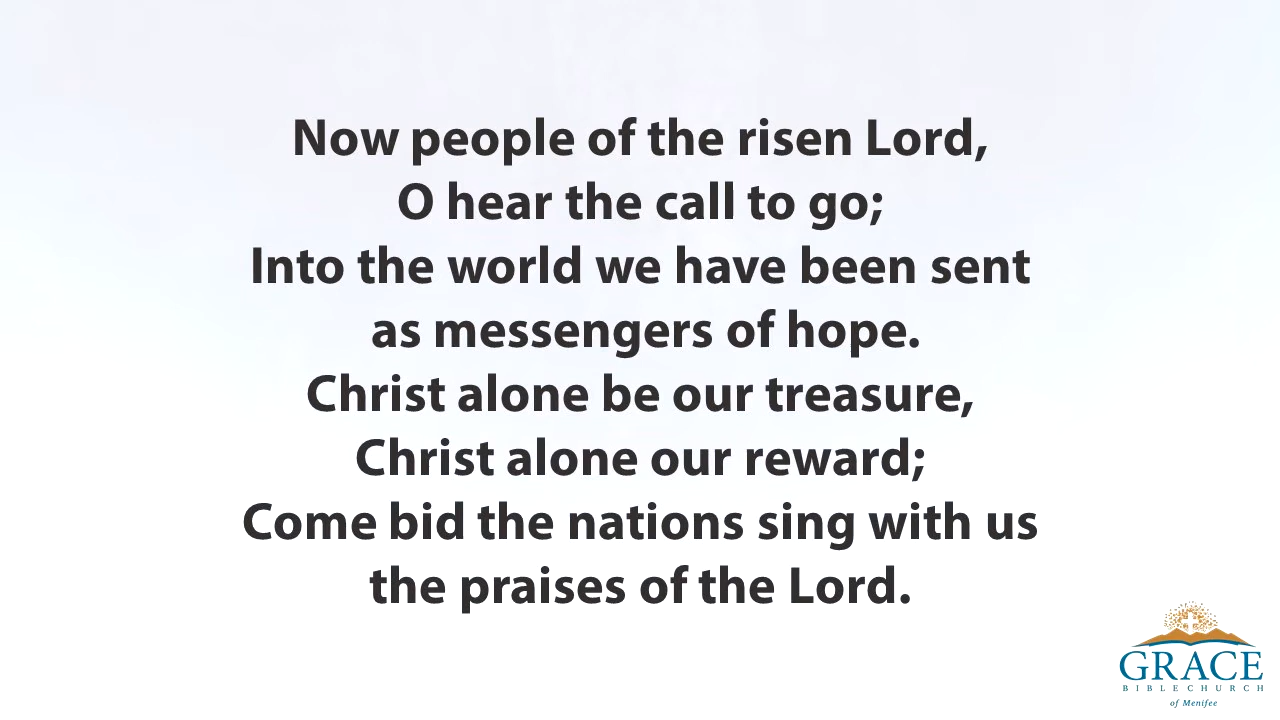 Now people of the risen Lord,
O hear the call to go;
Into the world we have been sent
as messengers of hope.
Christ alone be our treasure,
Christ alone our reward;
Come bid the nations sing with us
the praises of the Lord.
GRACE
BIBLE CHURCH
of Menifee